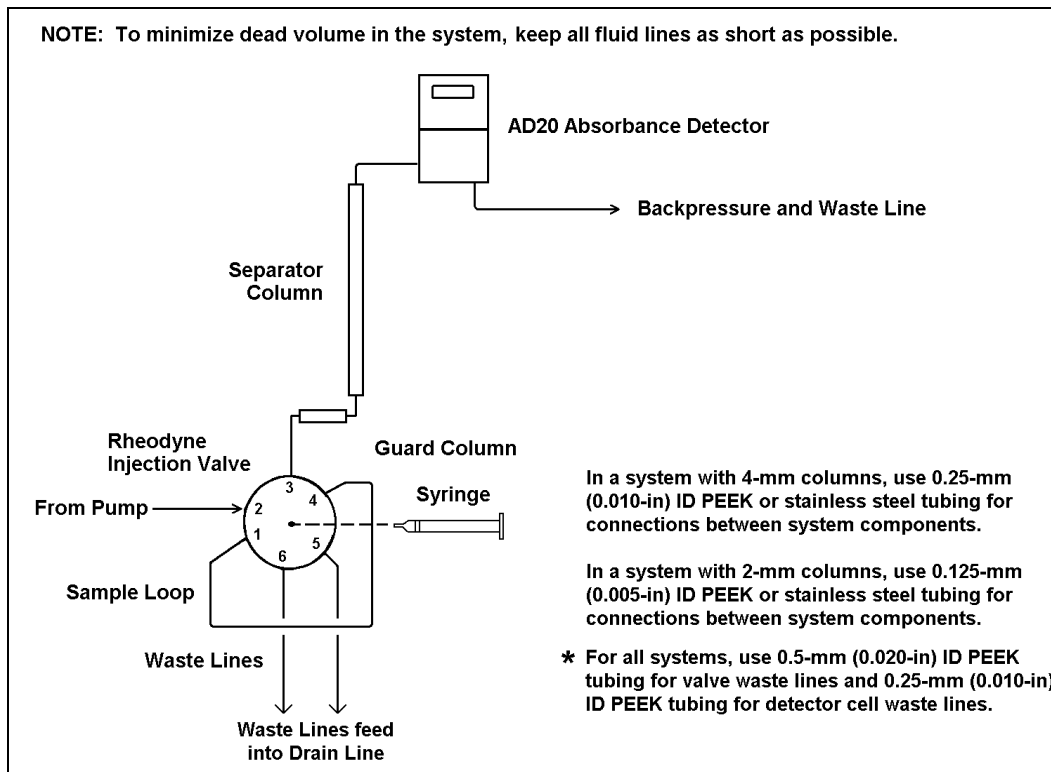 NOTE: To minimize dead volume in the system, keep all fluid lines as short as possible.
AD20 Absorbance Detector
Backpressure and Waste Line
Separator
Column
Rheodyne
Injection Valve
Guard Column
From Pump
Syringe
3
4
2
1
5
6
Sample Loop
Waste Lines
Waste Lines feed
into Drain Line
In a system with 4-mm columns, use 0.25-mm
(0.010-in) ID PEEK or stainless steel tubing for
connections between system components.
In a system with 2-mm columns, use 0.125-mm
(0.005-in) ID PEEK or stainless steel tubing for
connections between system components.
* For all systems, use 0.5-mm (0.020-in) ID PEEK
tubing for valve waste lines and 0.25-mm (0.010-in)
ID PEEK tubing for detector cell waste lines.